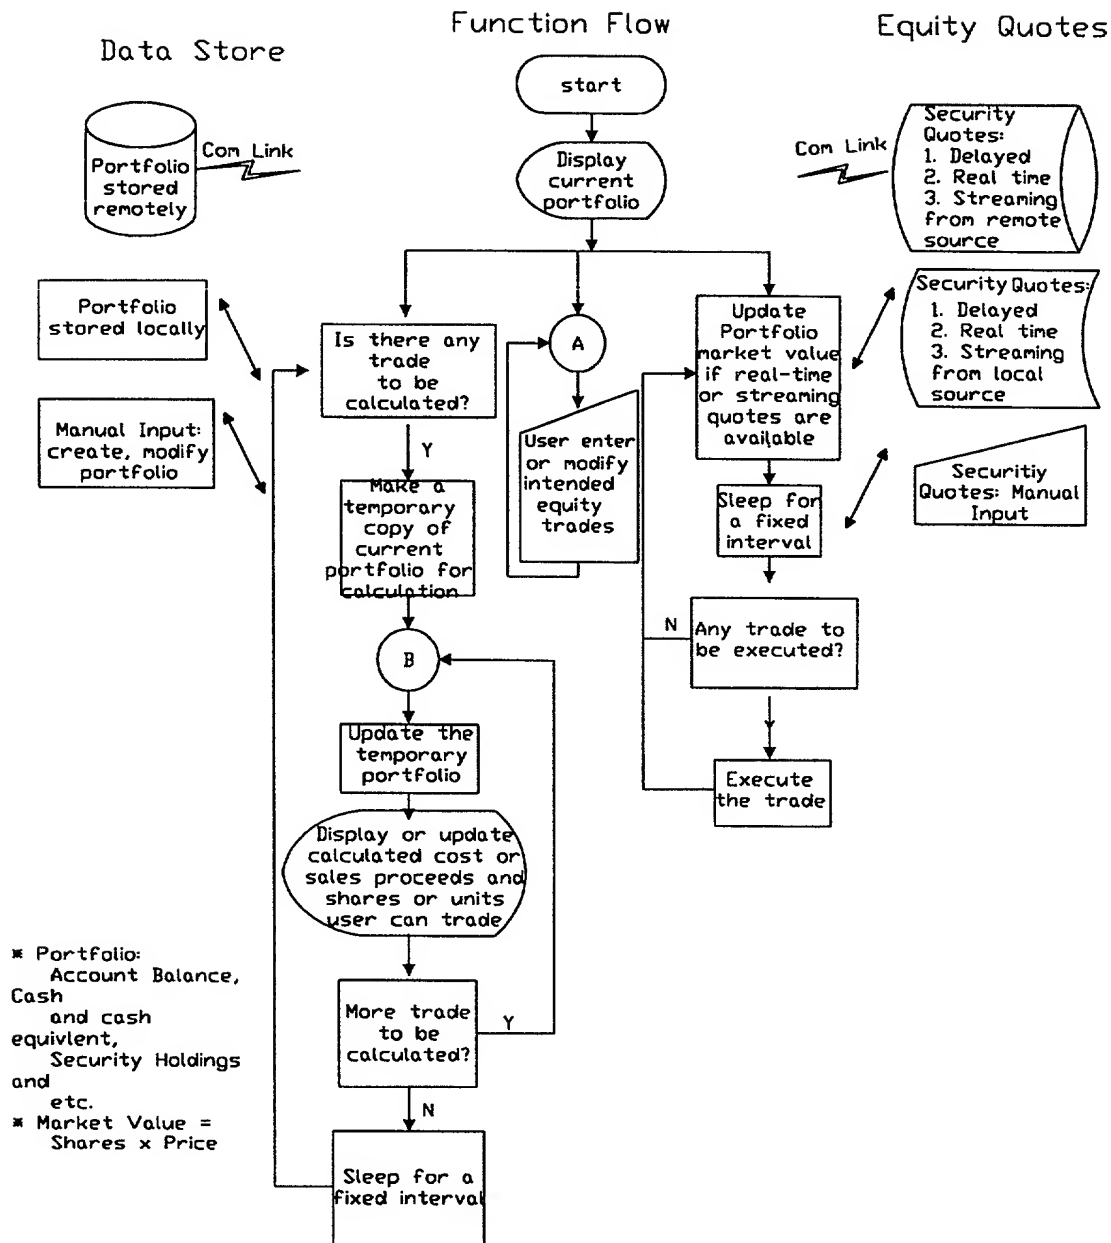 Function Flow
Equity Quotes
Data Store
start
Portfolio
stored
remotely
Com Link
Display
current
portfolio
Com Link
Security
Quotes:
1. Delayed
2. Real time
3. Streaming
from remote
source
Portfolio
stored locally
Is there any
trade
to be
calculated?
A
Update
Portfolio
market value
if real-time
or streaming
quotes are
available
Security Quotes:
1. Delayed
2. Real time
3. Streaming
from local
source
Manual Input:
create, modify
portfolio
Y
User enter
or modify
intended
equity
trades
Securitiy
Quotes: Manual
Input
Make a
temporary
copy of
current
portfolio for
calculation
Sleep for
a fixed
interval
N
Any trade to
be executed?
B
Y
Update the
temporary
portfolio
Execute
the trade
Display or update
calculated cost or
sales proceeds and
shares or units
user can trade
* Portfolio:
Account Balance,
Cash
and cash
equivlent,
Security Holdings
and
etc.
* Market Value =
Shares x Price
More trade
to be
calculated?
Y
N
Sleep for a
fixed interval